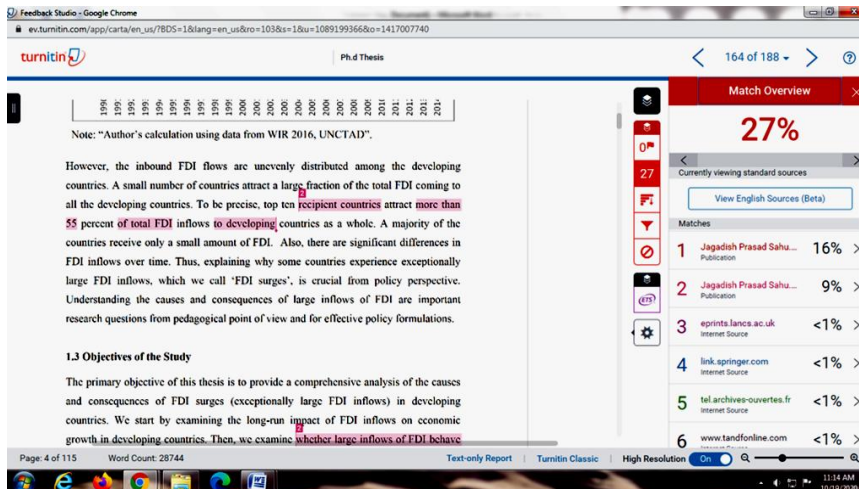 Feedback Studio - Google Chrome
ev.turnitin.com/app/carta/en_us/?BDS=1&lang=en_us&ro=103&s=1&u=1089199366&o=1417007740
turnitin
Ph.d Thesis
164 of 188
Note: “Author's calculation using data from WIR 2016, UNCTAD”.
However, the inbound FDI flows are unevenly distributed among the developing
countries. A small number of countries attract a large fraction of the total FDI coming to
all the developing countries. To be precise, top ten recipient countries attract more than
55 percent of total FDI inflows to developing countries as a whole. A majority of the
countries receive only a small amount of FDI. Also, there are significant differences in
FDI inflows over time. Thus, explaining why some countries experience exceptionally
large FDI inflows, which we call ‘FDI surges’, is crucial from policy perspective.
Understanding the causes and consequences of large inflows of FDI are important
research questions from pedagogical point of view and for effective policy formulations.
1.3 Objectives of the Study
The primary objective of this thesis is to provide a comprehensive analysis of the causes
and consequences of FDI surges (exceptionally large FDI inflows) in developing
countries. We start by examining the long-run impact of FDI inflows on economic
growth in developing countries. Then, we examine whether large inflows of FDI behave
2
2
0
27
ETS
Match Overview
27%
Currently viewing standard sources
View English Sources (Beta)
Matches
1 Jagadish Prasad Sahu... 16%
Publication
2 Jagadish Prasad Sahu... 9%
Publication
3 eprints.lancs.ac.uk <1%
Internet Source
4 link.springer.com <1%
Internet Source
5 tel.archives-ouvertes.fr <1%
Internet Source
6 www.tandfonline.com <1%
Page: 4 of 115
Word Count: 28744
Text-only Report
Turnitin Classic
High Resolution
On
11:14 AM